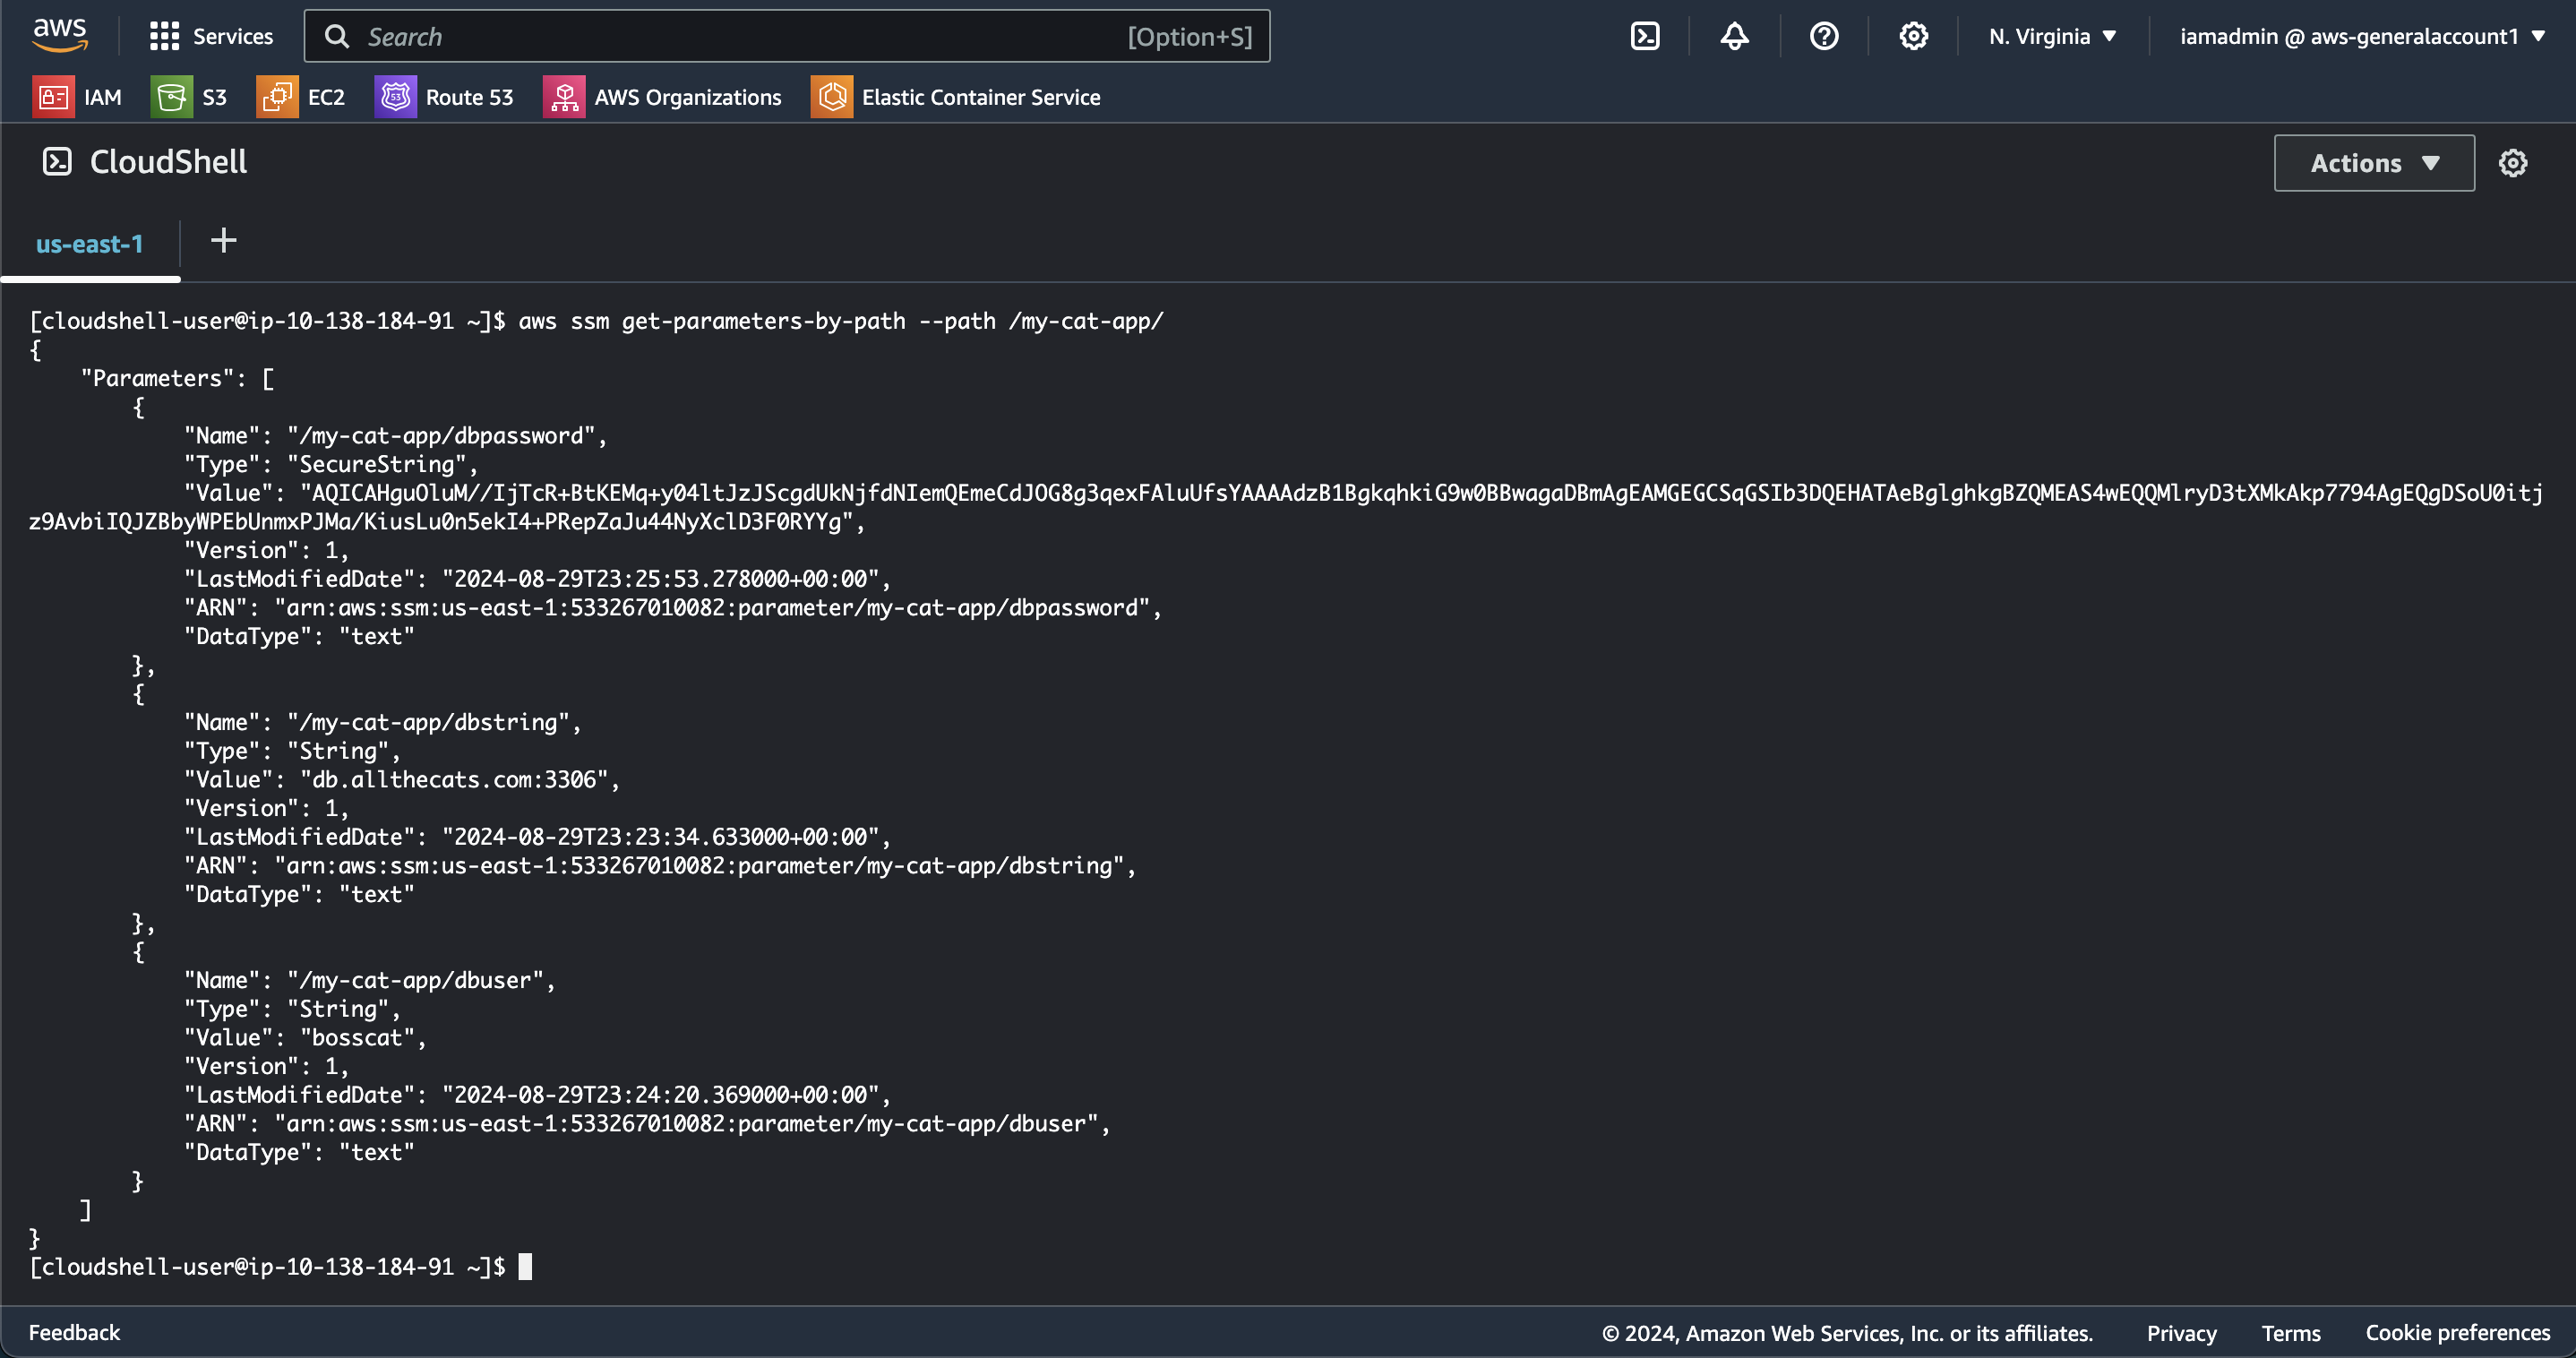 aws Services Search [Option+S] N. Virginia iamadmin @ aws-generalaccount1
IAM S3 EC2 53 Route 53 AWS Organizations Elastic Container Service
CloudShell Actions
us-east-1 +
[cloudshell-user@ip-10-138-184-91 ~]$ aws ssm get-parameters-by-path --path /my-cat-app/
{
    "Parameters": [
        {
            "Name": "/my-cat-app/dbpassword",
            "Type": "SecureString",
            "Value": "AQICAHguOluM//IjTcR+BtKEMq+y04ltJzJScgdUkNjfdNIemQEmeCdJOG8g3qexFAluUfsYAAAAdzB1BgkqhkiG9w0BBwagaDBmAgEAMGEGCSqGSIb3DQEHATAeBglghkgBZQMEAS4wEQQMlryD3tXMkAkp7794AgEQgDSoU0itj
z9AvbiIQJZBbyWPEbUnmxPJMa/KiusLu0n5ekI4+PRepZaJu44NyXclD3F0RYYg",
            "Version": 1,
            "LastModifiedDate": "2024-08-29T23:25:53.278000+00:00",
            "ARN": "arn:aws:ssm:us-east-1:533267010082:parameter/my-cat-app/dbpassword",
            "DataType": "text"
        },
        {
            "Name": "/my-cat-app/dbstring",
            "Type": "String",
            "Value": "db.allthecats.com:3306",
            "Version": 1,
            "LastModifiedDate": "2024-08-29T23:23:34.633000+00:00",
            "ARN": "arn:aws:ssm:us-east-1:533267010082:parameter/my-cat-app/dbstring",
            "DataType": "text"
        },
        {
            "Name": "/my-cat-app/dbuser",
            "Type": "String",
            "Value": "bosscat",
            "Version": 1,
            "LastModifiedDate": "2024-08-29T23:24:20.369000+00:00",
            "ARN": "arn:aws:ssm:us-east-1:533267010082:parameter/my-cat-app/dbuser",
            "DataType": "text"
        }
    ]
}
[cloudshell-user@ip-10-138-184-91 ~]$
Feedback © 2024, Amazon Web Services, Inc. or its affiliates. Privacy Terms Cookie preferences